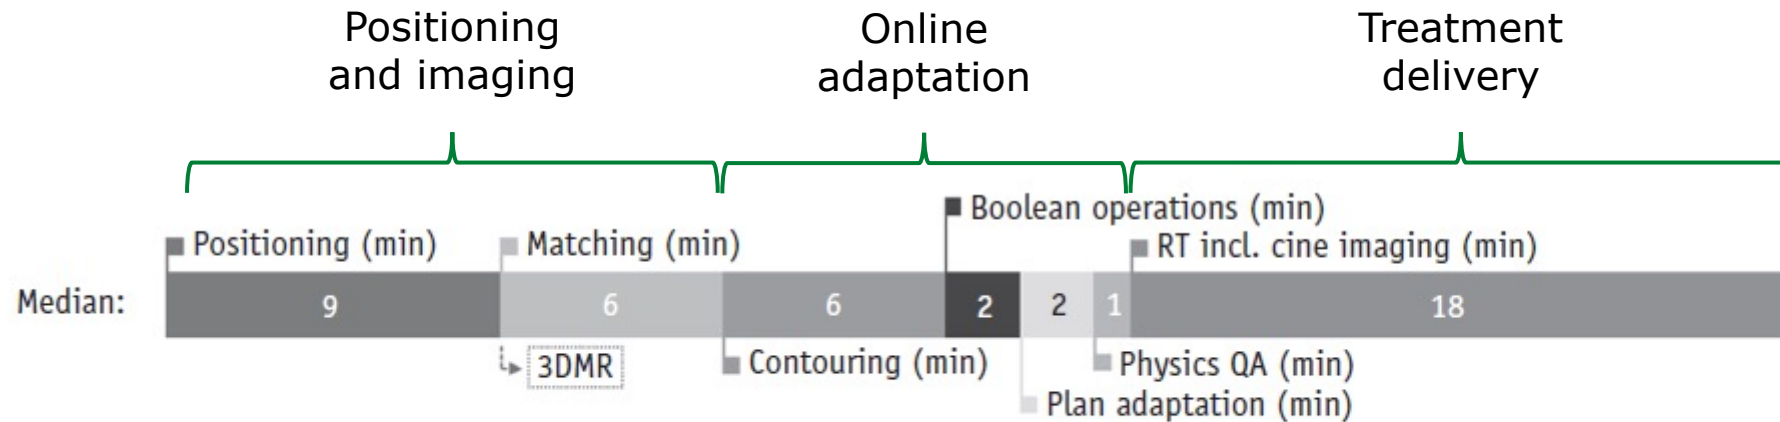 Positioning
and imaging
Online
adaptation
Treatment
delivery
Boolean operations (min)
Positioning (min)
Matching (min)
RT incl. cine imaging (min)
Median:
9
6
6
2
2
1
18
3DMR
Contouring (min)
Physics QA (min)
Plan adaptation (min)